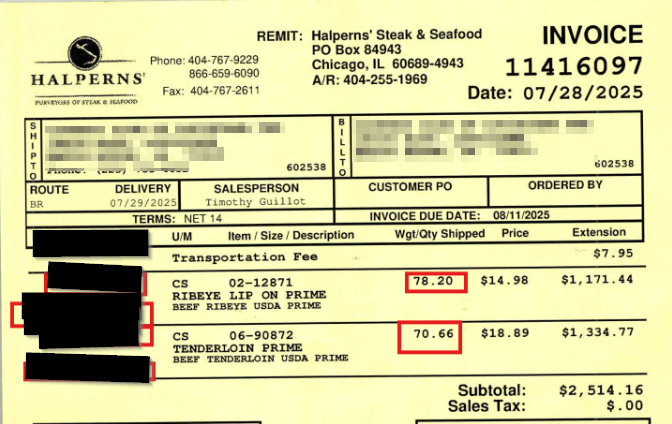 REMIT: Halperns' Steak & Seafood
PO Box 84943
Chicago, IL 60689-4943
A/R: 404-255-1969
INVOICE
11416097
Date: 07/28/2025
HALPERNS'
PURVEYORS OF STEAK & SEAFOOD
Phone: 404-767-9229
866-659-6090
Fax: 404-767-2611
SHIP TO
602538
BILL TO
602538
ROUTE DELIVERY SALESPERSON CUSTOMER PO ORDERED BY
BR 07/29/2025 Timothy Guillot
TERMS: NET 14 INVOICE DUE DATE: 08/11/2025
U/M Item / Size / Description Wgt/Qty Shipped Price Extension
Transportation Fee $7.95
CS 02-12871 78.20 $14.98 $1,171.44
RIBEYE LIP ON PRIME
BEEF RIBEYE USDA PRIME
CS 06-90872 70.66 $18.89 $1,334.77
TENDERLOIN PRIME
BEEF TENDERLOIN USDA PRIME
Subtotal: $2,514.16
Sales Tax: $.00